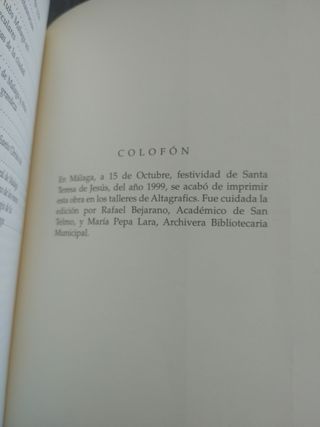 COLOFÓN
En Málaga, a 15 de Octubre, festividad de Santa
Teresa de Jesús, del año 1999, se acabó de imprimir
esta obra en los talleres de Altagrafics. Fue cuidada la
edición por Rafael Bejarano, Académico de San
Telmo, y María Pepa Lara, Archivera Bibliotecaria
Municipal.